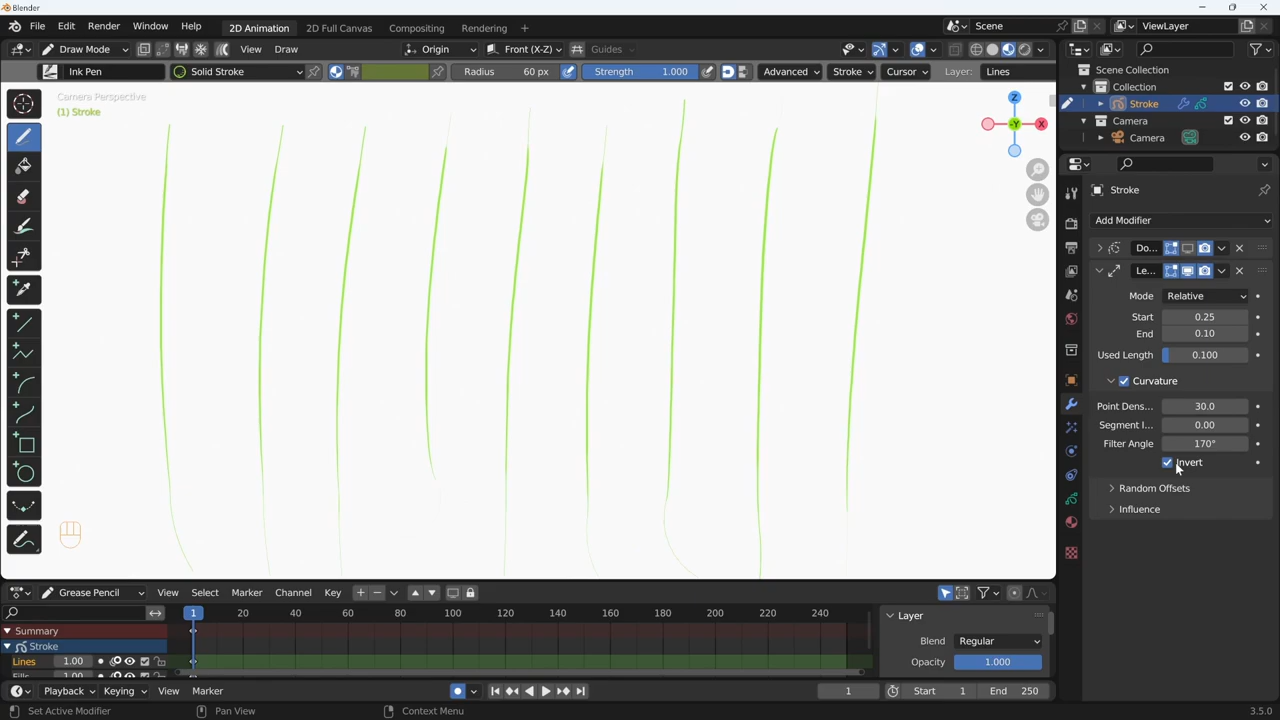 Blender
File Edit Render Window Help 2D Animation 2D Full Canvas Compositing Rendering + Scene ViewLayer
Draw Mode View Draw Origin Front (X-Z) Guides
Ink Pen Solid Stroke Radius 60 px Strength 1.000 Advanced Stroke Cursor Layer: Lines
Camera Perspective
(1) Stroke
Z
Y
X
Scene Collection
Collection
Stroke
Camera
Camera
Stroke
Add Modifier
Do...
Le...
Mode Relative
Start 0.25
End 0.10
Used Length 0.100
Curvature
Point Dens... 30.0
Segment I... 0.00
Filter Angle 170°
Invert
Random Offsets
Influence
Grease Pencil View Select Marker Channel Key
1 20 40 60 80 100 120 140 160 180 200 220 240
Summary
Stroke
Lines 1.00
Fills 1.00
Layer
Blend Regular
Opacity 1.000
Playback Keying View Marker 1 Start 1 End 250
Set Active Modifier Pan View Context Menu 3.5.0